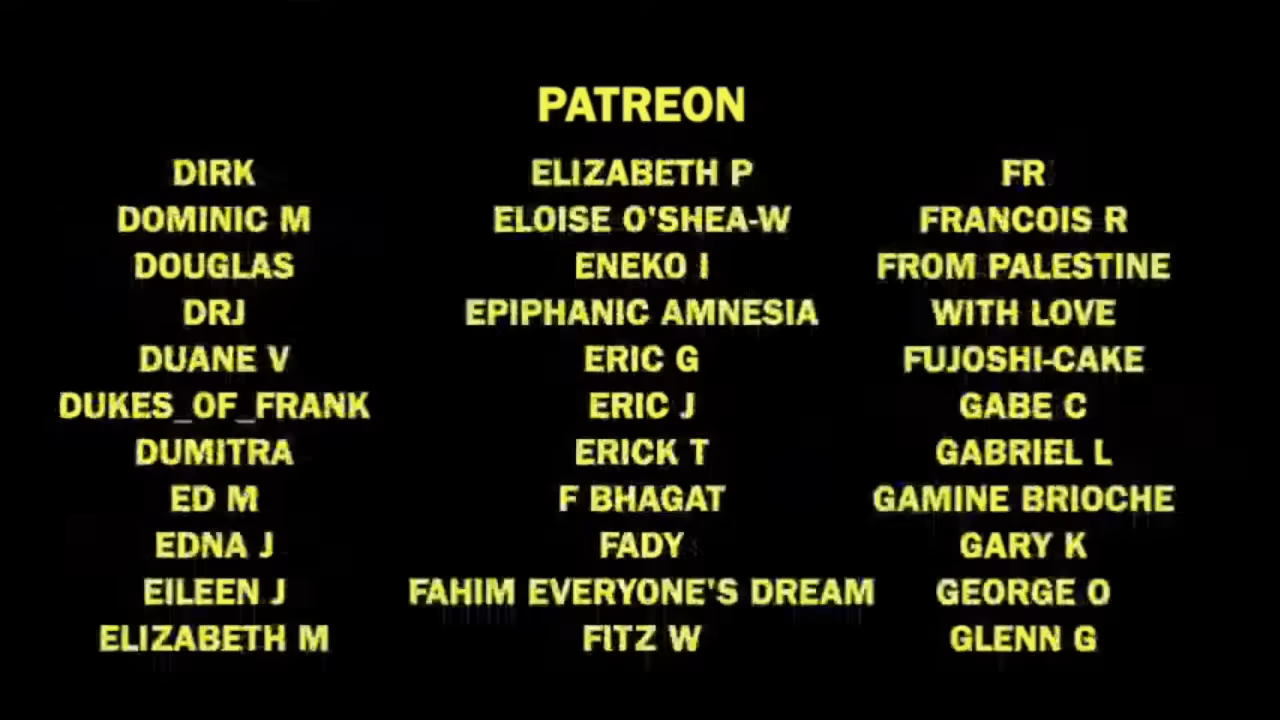 PATREON
DIRK
DOMINIC M
DOUGLAS
DRJ
DUANE V
DUKES_OF_FRANK
DUMITRA
ED M
EDNA J
EILEEN J
ELIZABETH M
ELIZABETH P
ELOISE O'SHEA-W
ENEKO I
EPIPHANIC AMNESIA
ERIC G
ERIC J
ERICK T
F BHAGAT
FADY
FAHIM EVERYONE'S DREAM
FITZ W
FR
FRANCOIS R
FROM PALESTINE
WITH LOVE
FUJOSHI-CAKE
GABE C
GABRIEL L
GAMINE BRIOCHE
GARY K
GEORGE O
GLENN G